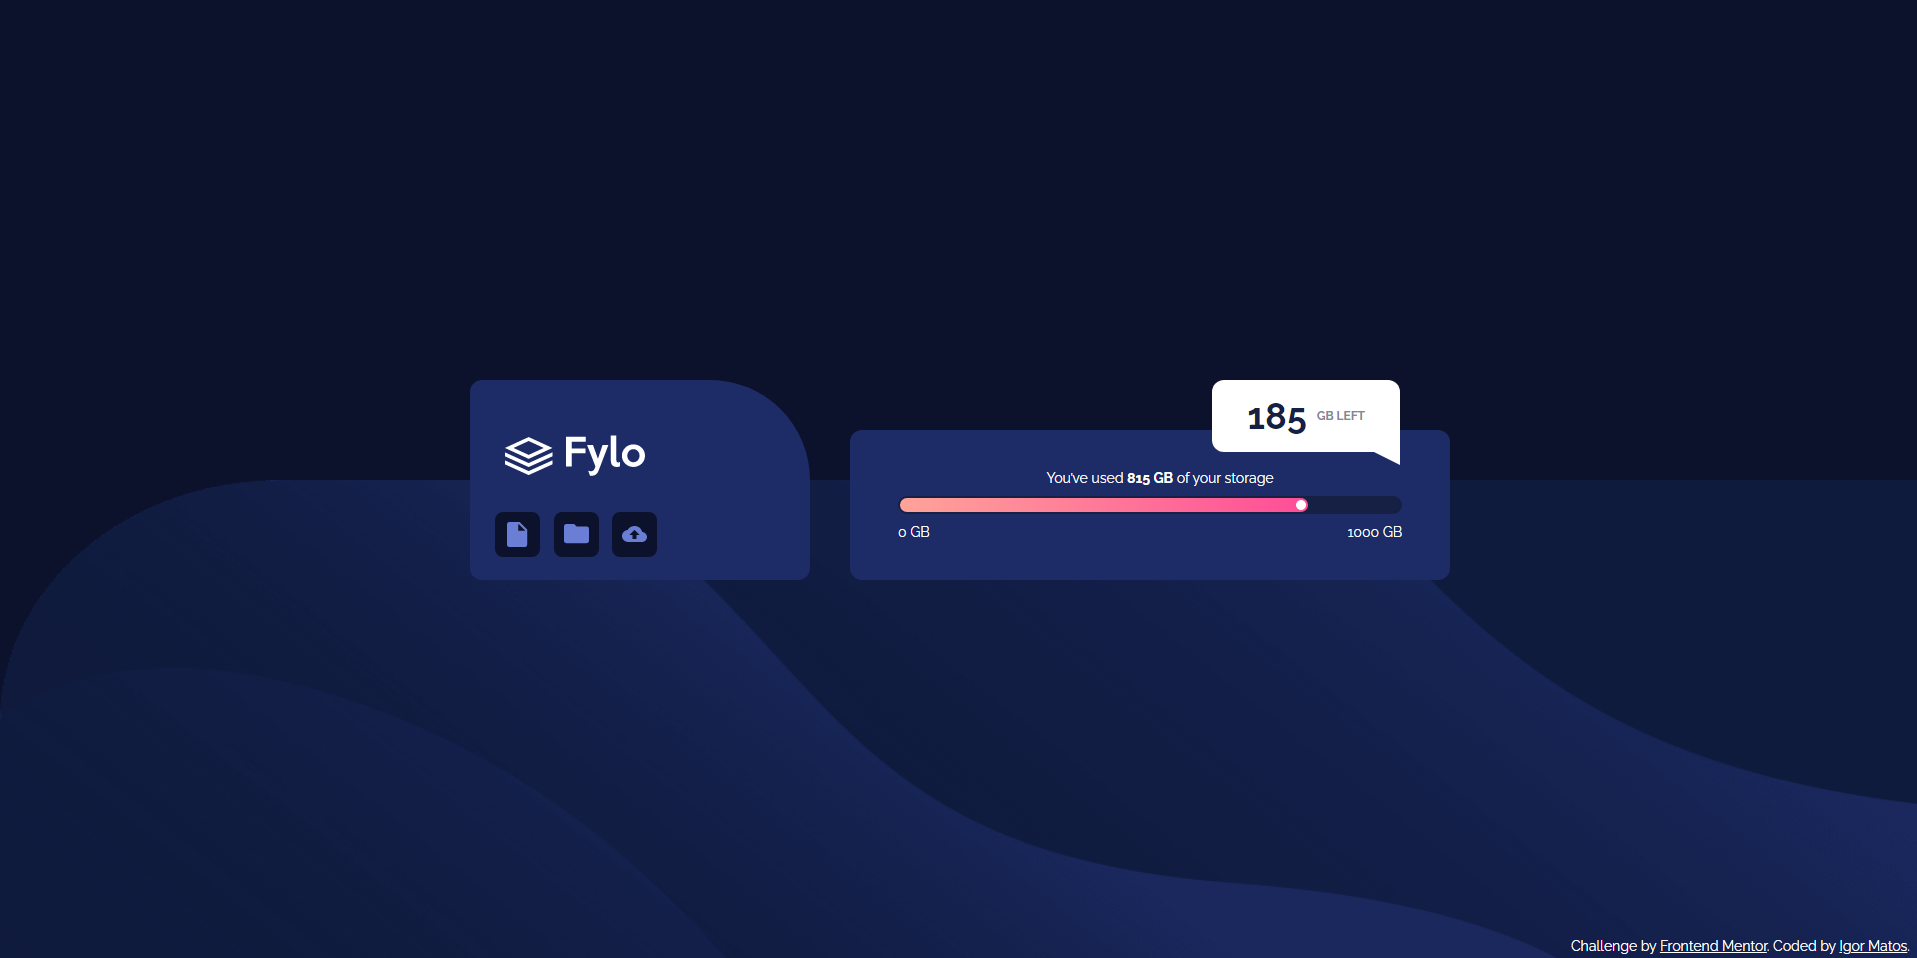 Fylo
185 GB LEFT
You've used 815 GB of your storage
0 GB 1000 GB
Challenge by Frontend Mentor. Coded by Igor Matos.